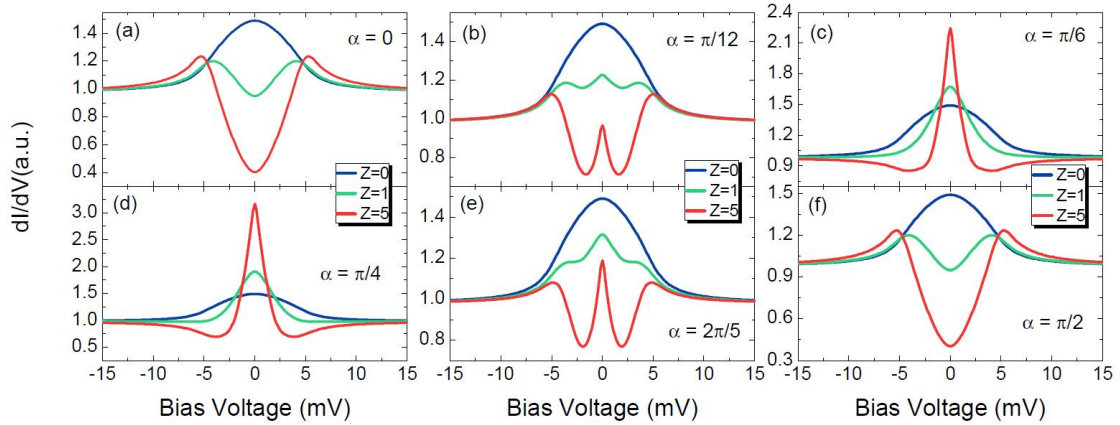 dI/dV(a.u.)
(a)
α = 0
1.4
1.2
1.0
0.8
0.6
0.4
Z=0
Z=1
Z=5
(b)
α = π/12
1.4
1.2
1.0
0.8
(c)
α = π/6
2.4
2.1
1.8
1.5
1.2
0.9
Z=0
Z=1
Z=5
Z=0
Z=1
Z=5
(d)
α = π/4
3.0
2.5
2.0
1.5
1.0
0.5
-15 -10 -5 0 5 10 15
Bias Voltage (mV)
(e)
α = 2π/5
1.4
1.2
1.0
0.8
-15 -10 -5 0 5 10 15
Bias Voltage (mV)
(f)
α = π/2
1.5
1.2
0.9
0.6
0.3
-15 -10 -5 0 5 10 15
Bias Voltage (mV)